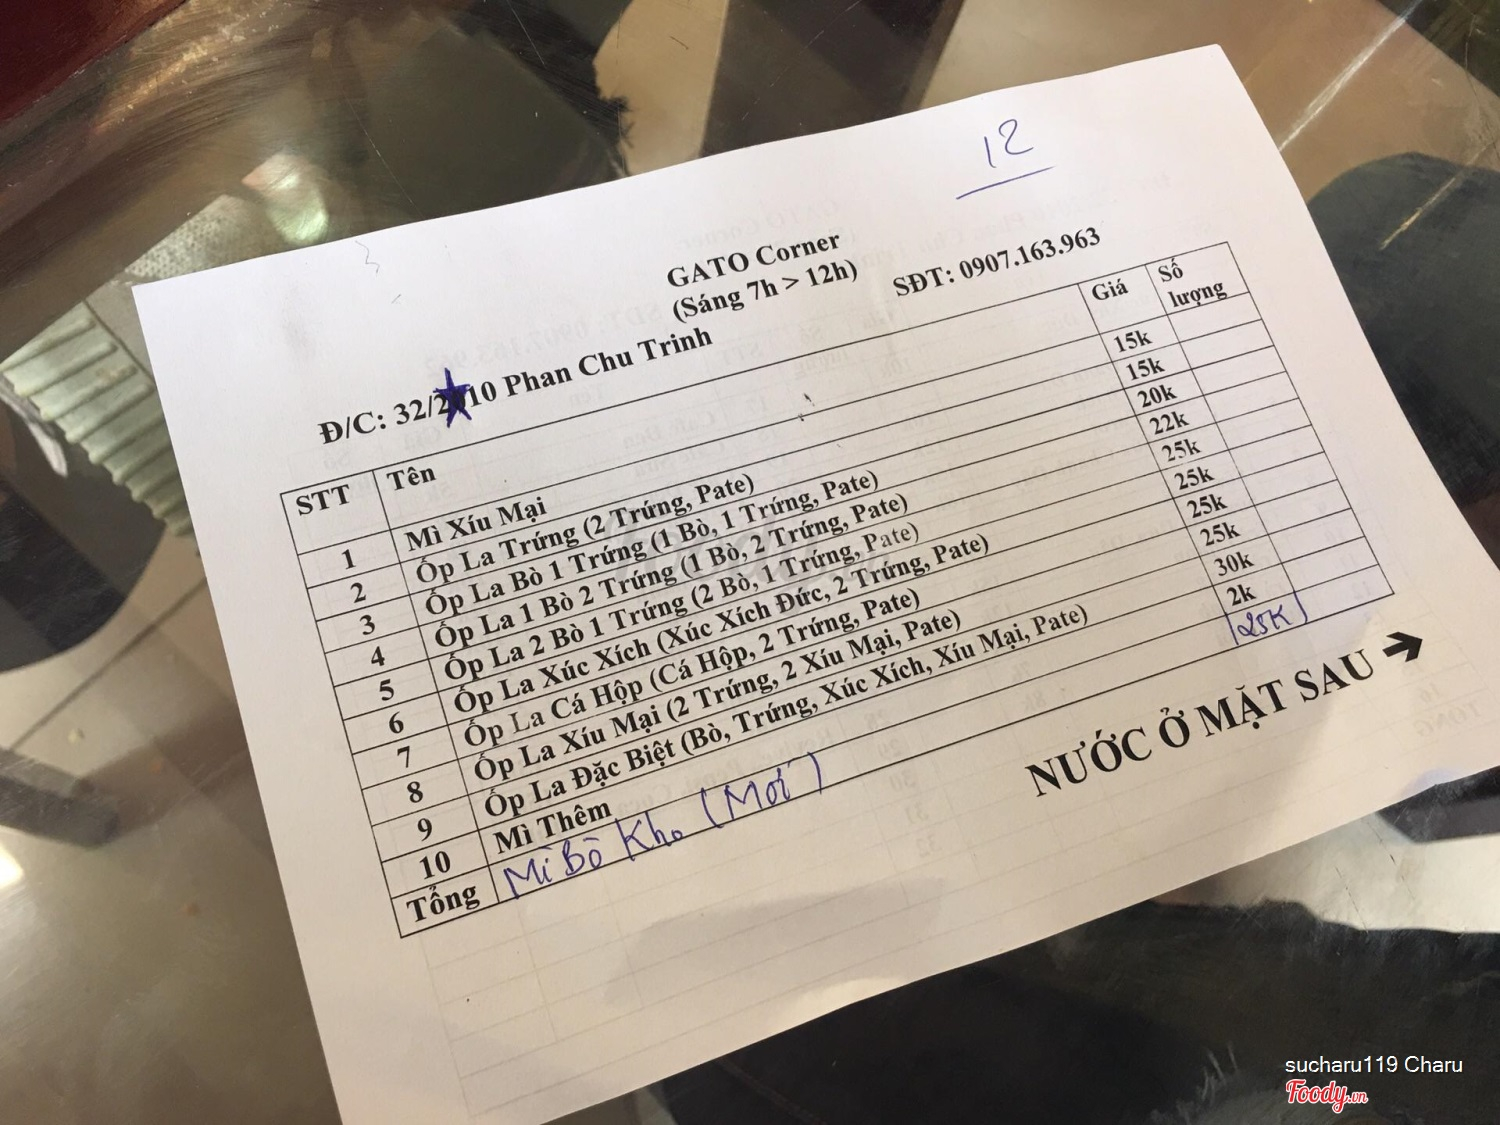 12
GATO Corner
(Sáng 7h > 12h)
Đ/C: 32/ 10 Phan Chu Trinh SĐT: 0907.163.963
STT Tên Giá Số lượng
1 Mì Xíu Mại 15k
2 Ốp La Trứng (2 Trứng, Pate) 15k
3 Ốp La Bò 1 Trứng (1 Bò, 1 Trứng, Pate) 20k
4 Ốp La 1 Bò 2 Trứng (1 Bò, 2 Trứng, Pate) 22k
5 Ốp La 2 Bò 1 Trứng (2 Bò, 1 Trứng, Pate) 25k
6 Ốp La Xúc Xích (Xúc Xích Đức, 2 Trứng, Pate) 25k
7 Ốp La Cá Hộp (Cá Hộp, 2 Trứng, Pate) 25k
8 Ốp La Xíu Mại (2 Trứng, 2 Xíu Mại, Pate) 25k
9 Ốp La Đặc Biệt (Bò, Trứng, Xúc Xích, Xíu Mại, Pate) 30k
10 Mì Thêm 2k
Tổng Mì Bò Kho (Mới) 25K
NƯỚC Ở MẶT SAU
sucharu119 Charu
Foody.vn